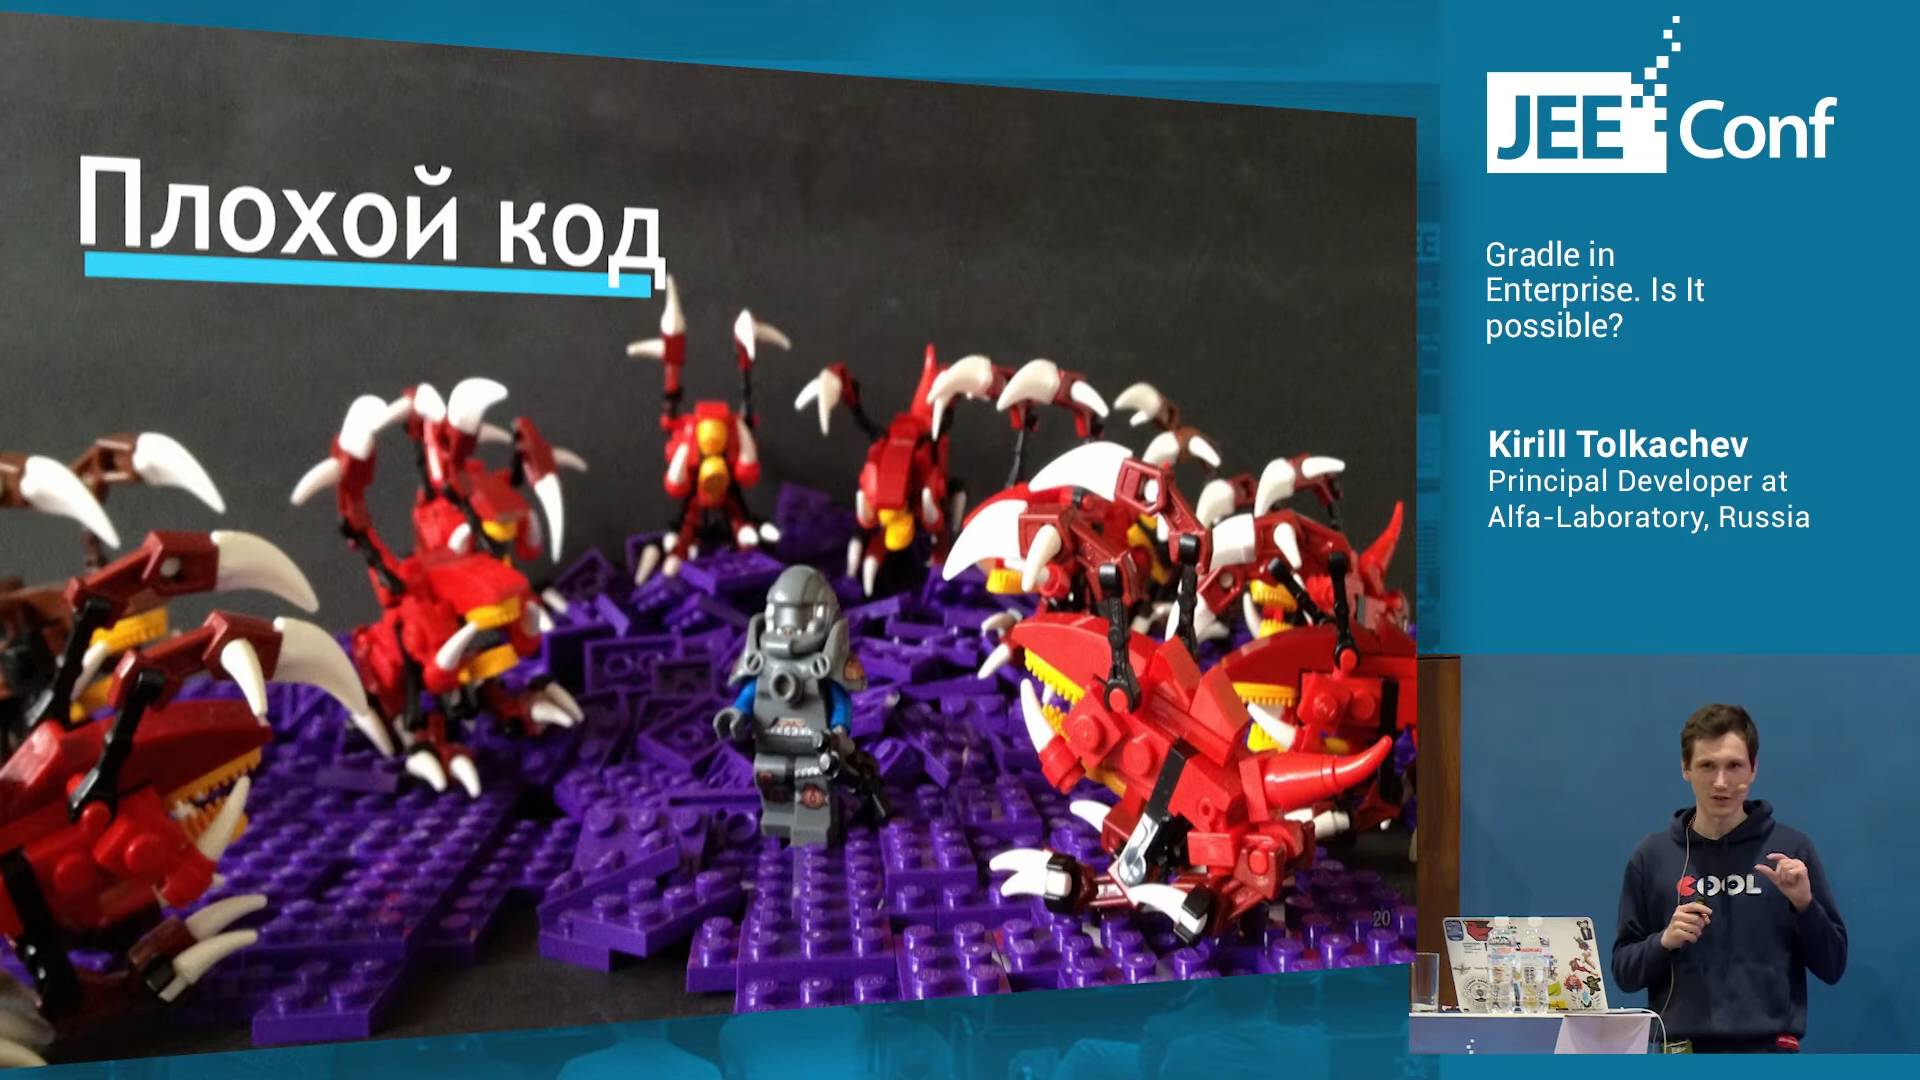 Плохой код
20
JEE Conf
Gradle in
Enterprise. Is It
possible?
Kirill Tolkachev
Principal Developer at
Alfa-Laboratory, Russia
COOL